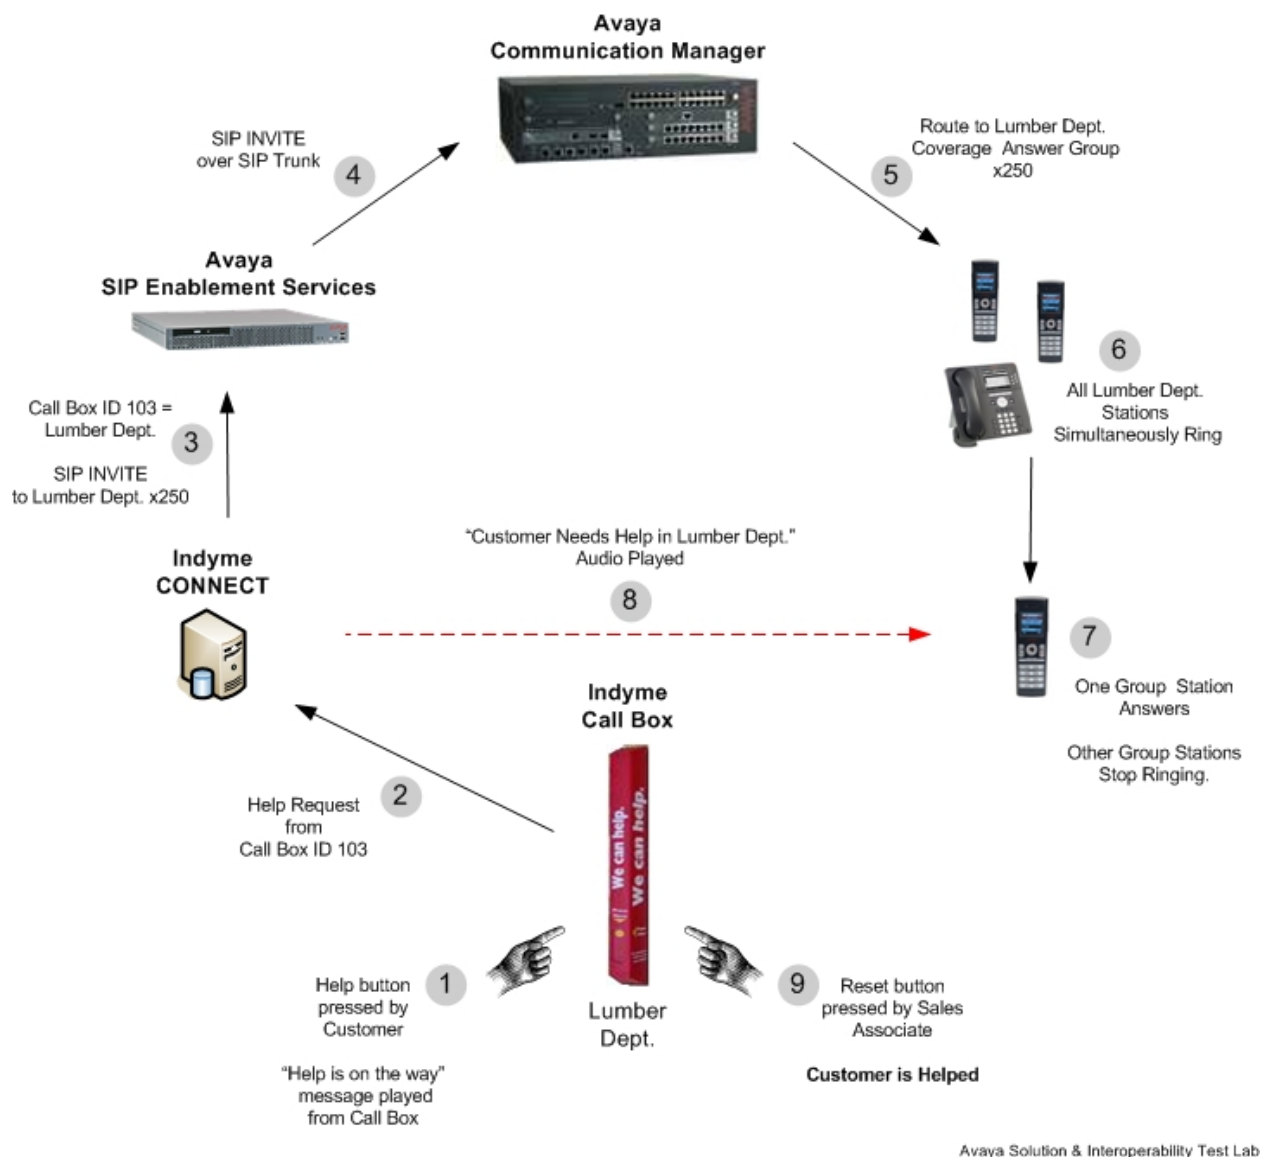 Avaya
Communication Manager
SIP INVITE
over SIP Trunk
4
Route to Lumber Dept.
Coverage Answer Group
x250
5
Avaya
SIP Enablement Services
6
All Lumber Dept.
Stations
Simultaneously Ring
Call Box ID 103 =
Lumber Dept.
3
SIP INVITE
to Lumber Dept. x250
"Customer Needs Help in Lumber Dept."
Audio Played
8
Indyme
CONNECT
7
One Group Station
Answers
Other Group Stations
Stop Ringing.
Indyme
Call Box
2
Help Request
from
Call Box ID 103
We can help.
We can help.
1
Help button
pressed by
Customer
"Help is on the way"
message played
from Call Box
Lumber
Dept.
9
Reset button
pressed by Sales
Associate
Customer is Helped
Avaya Solution & Interoperability Test Lab